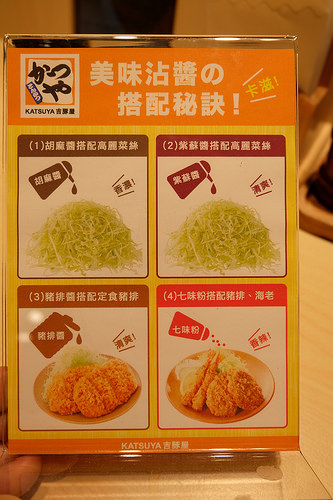 かつや
KATSUYA 吉豚屋
美味沾醬の
搭配秘訣！
卡滋！
(1)胡麻醬搭配高麗菜絲
胡麻醬
香濃！
(2)紫蘇醬搭配高麗菜絲
紫蘇醬
清爽！
(3)豬排醬搭配定食豬排
豬排醬
清爽！
(4)七味粉搭配豬排、海老
七味粉
香辣！
KATSUYA 吉豚屋